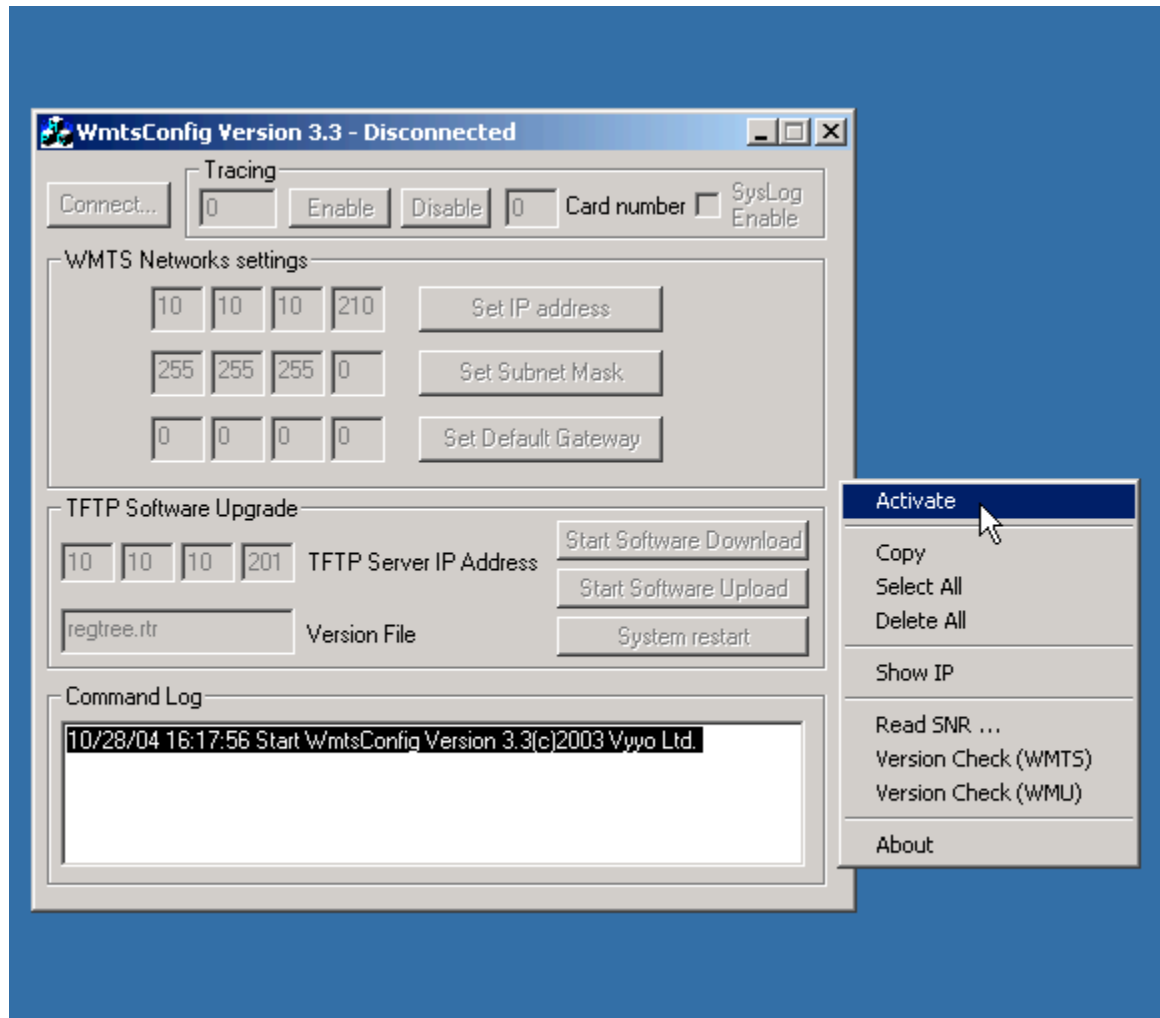 WmtsConfig Version 3.3 - Disconnected
Tracing
Connect...
0
Enable
Disable
0
Card number
SysLog
Enable
WMTS Networks settings
10 10 10 210 Set IP address
255 255 255 0 Set Subnet Mask
0 0 0 0 Set Default Gateway
TFTP Software Upgrade
10 10 10 201 TFTP Server IP Address
Start Software Download
Start Software Upload
regtree.rtr Version File
System restart
Command Log
10/28/04 16:17:56 Start WmtsConfig Version 3.3(c)2003 Vyyo Ltd.
Activate
Copy
Select All
Delete All
Show IP
Read SNR ...
Version Check (WMTS)
Version Check (WMU)
About